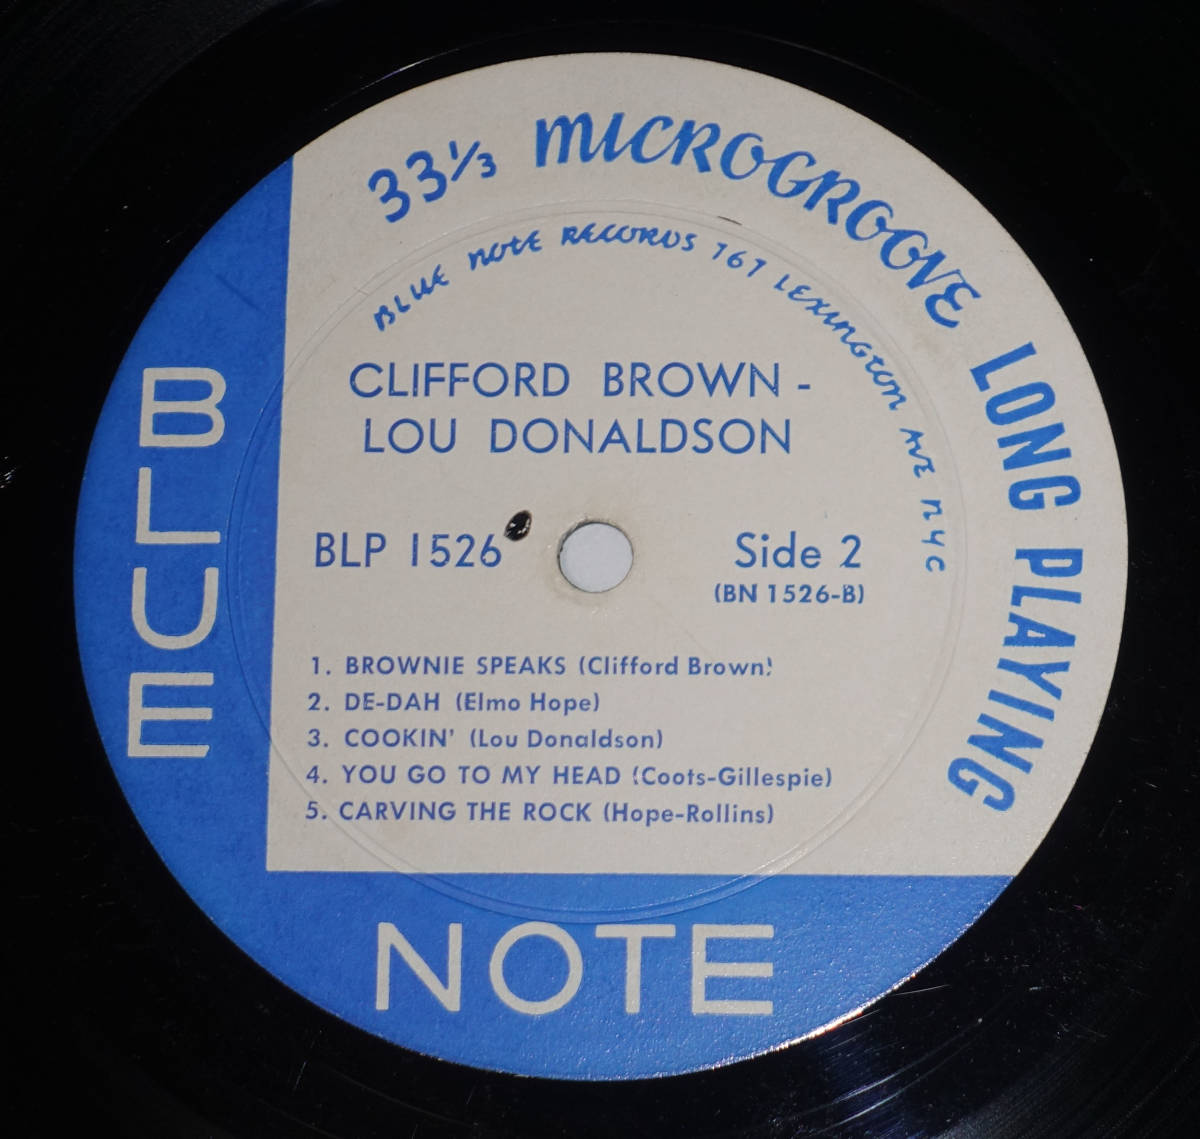 33⅓ MICROGROOVE LONG PLAYING
BLUE NOTE RECORDS 767 LEXINGTON AVE NYC
CLIFFORD BROWN -
LOU DONALDSON
BLP 1526
Side 2
(BN 1526-B)
1. BROWNIE SPEAKS (Clifford Brown)
2. DE-DAH (Elmo Hope)
3. COOKIN' (Lou Donaldson)
4. YOU GO TO MY HEAD (Coots-Gillespie)
5. CARVING THE ROCK (Hope-Rollins)
BLUE
NOTE